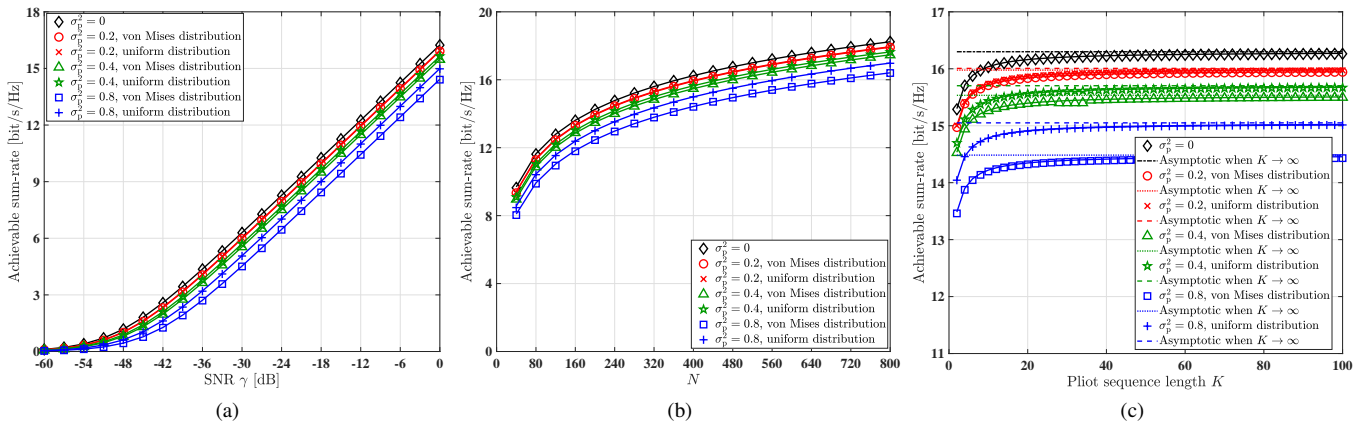 18
15
12
9
6
3
0
Achievable sum-rate [bit/s/Hz]
σ_p^2 = 0
σ_p^2 = 0.2, von Mises distribution
σ_p^2 = 0.2, uniform distribution
σ_p^2 = 0.4, von Mises distribution
σ_p^2 = 0.4, uniform distribution
σ_p^2 = 0.8, von Mises distribution
σ_p^2 = 0.8, uniform distribution
-60 -54 -48 -42 -36 -30 -24 -18 -12 -6 0
SNR γ [dB]
(a)
20
16
12
8
4
0
Achievable sum-rate [bit/s/Hz]
σ_p^2 = 0
σ_p^2 = 0.2, von Mises distribution
σ_p^2 = 0.2, uniform distribution
σ_p^2 = 0.4, von Mises distribution
σ_p^2 = 0.4, uniform distribution
σ_p^2 = 0.8, von Mises distribution
σ_p^2 = 0.8, uniform distribution
0 80 160 240 320 400 480 560 640 720 800
N
(b)
17
16
15
14
13
12
11
Achievable sum-rate [bit/s/Hz]
σ_p^2 = 0
Asymptotic when K → ∞
σ_p^2 = 0.2, von Mises distribution
Asymptotic when K → ∞
σ_p^2 = 0.2, uniform distribution
Asymptotic when K → ∞
σ_p^2 = 0.4, von Mises distribution
Asymptotic when K → ∞
σ_p^2 = 0.4, uniform distribution
Asymptotic when K → ∞
σ_p^2 = 0.8, von Mises distribution
Asymptotic when K → ∞
σ_p^2 = 0.8, uniform distribution
Asymptotic when K → ∞
0 20 40 60 80 100
Pliot sequence length K
(c)